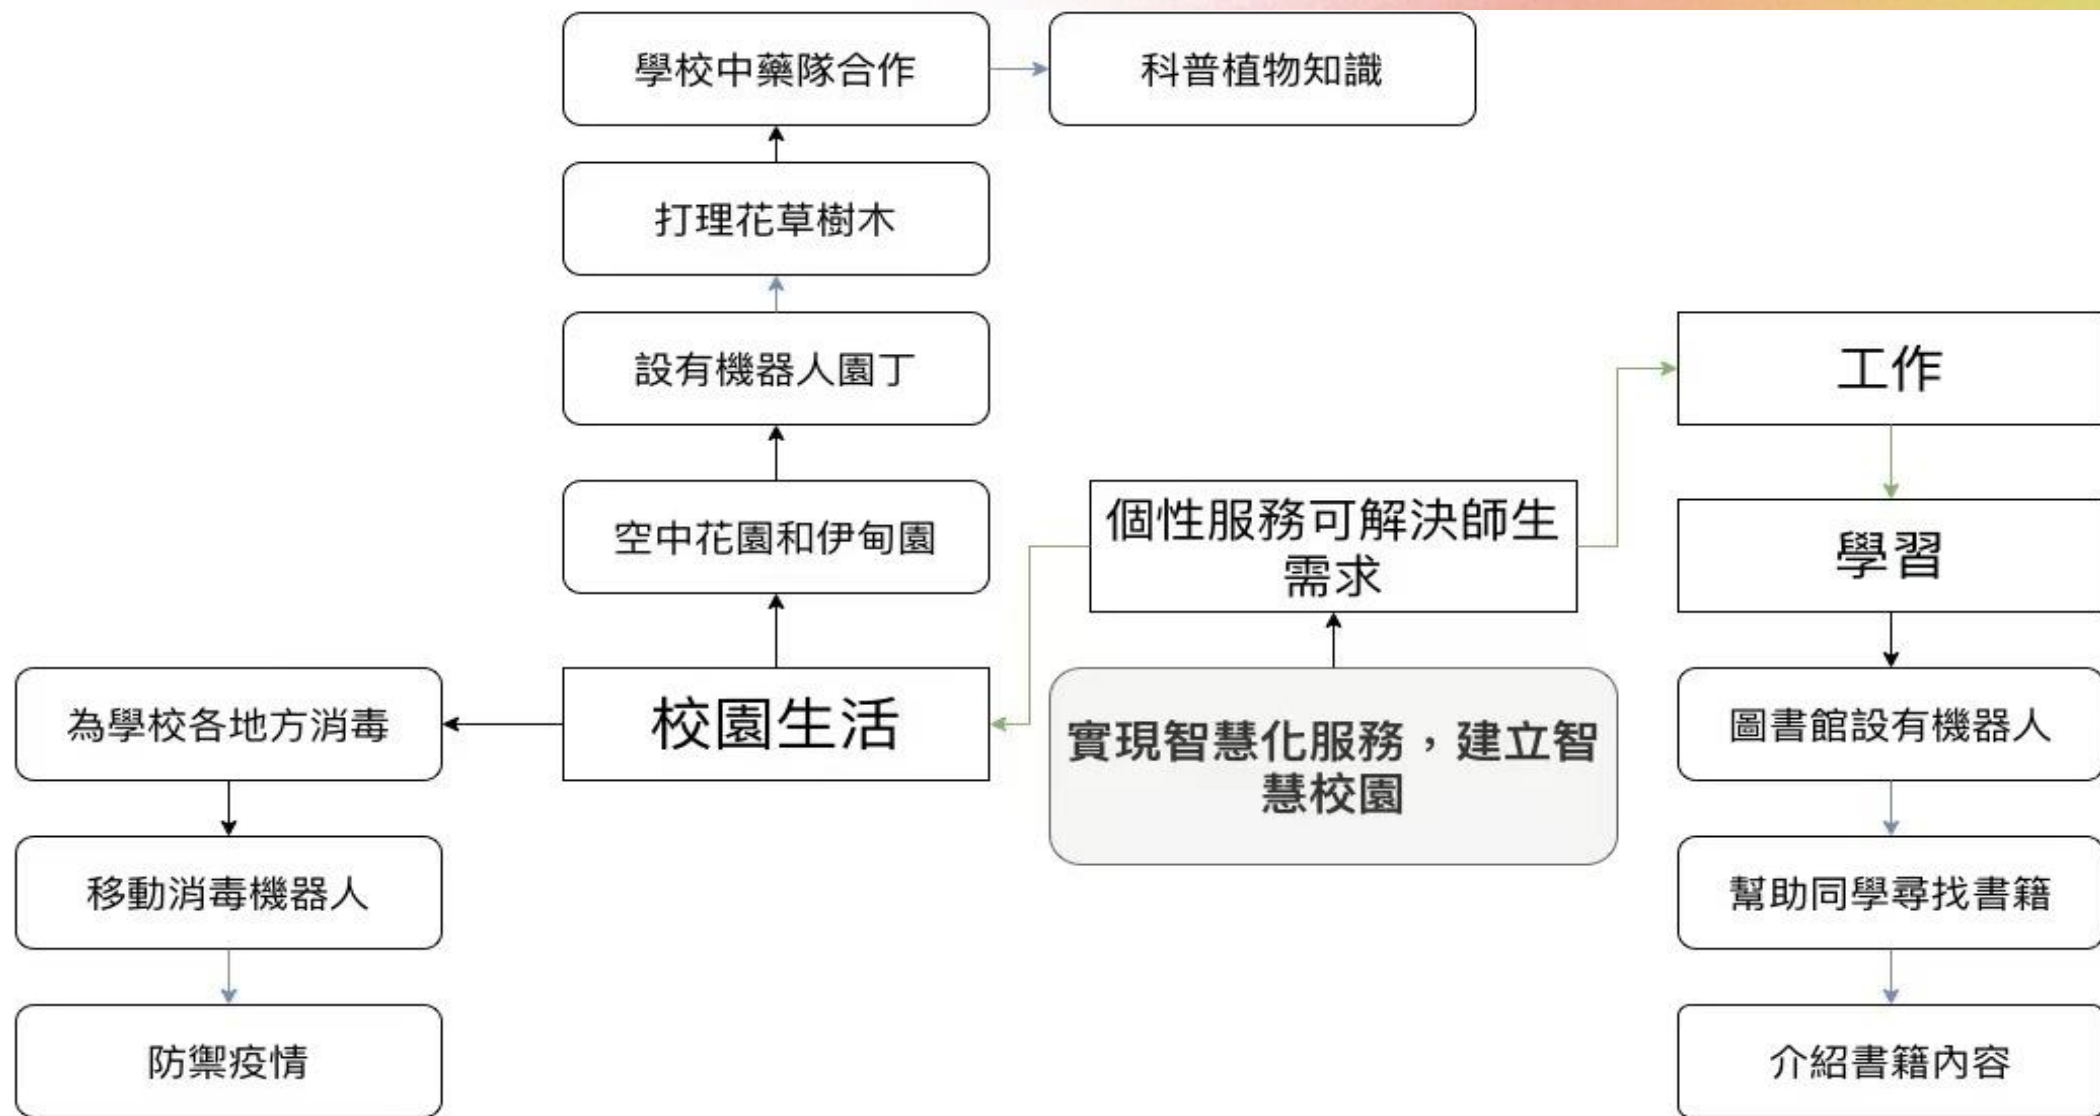 學校中藥隊合作
科普植物知識
打理花草樹木
設有機器人園丁
工作
空中花園和伊甸園
個性服務可解決師生
需求
學習
為學校各地方消毒
校園生活
實現智慧化服務，建立智
慧校園
圖書館設有機器人
移動消毒機器人
幫助同學尋找書籍
防禦疫情
介紹書籍內容